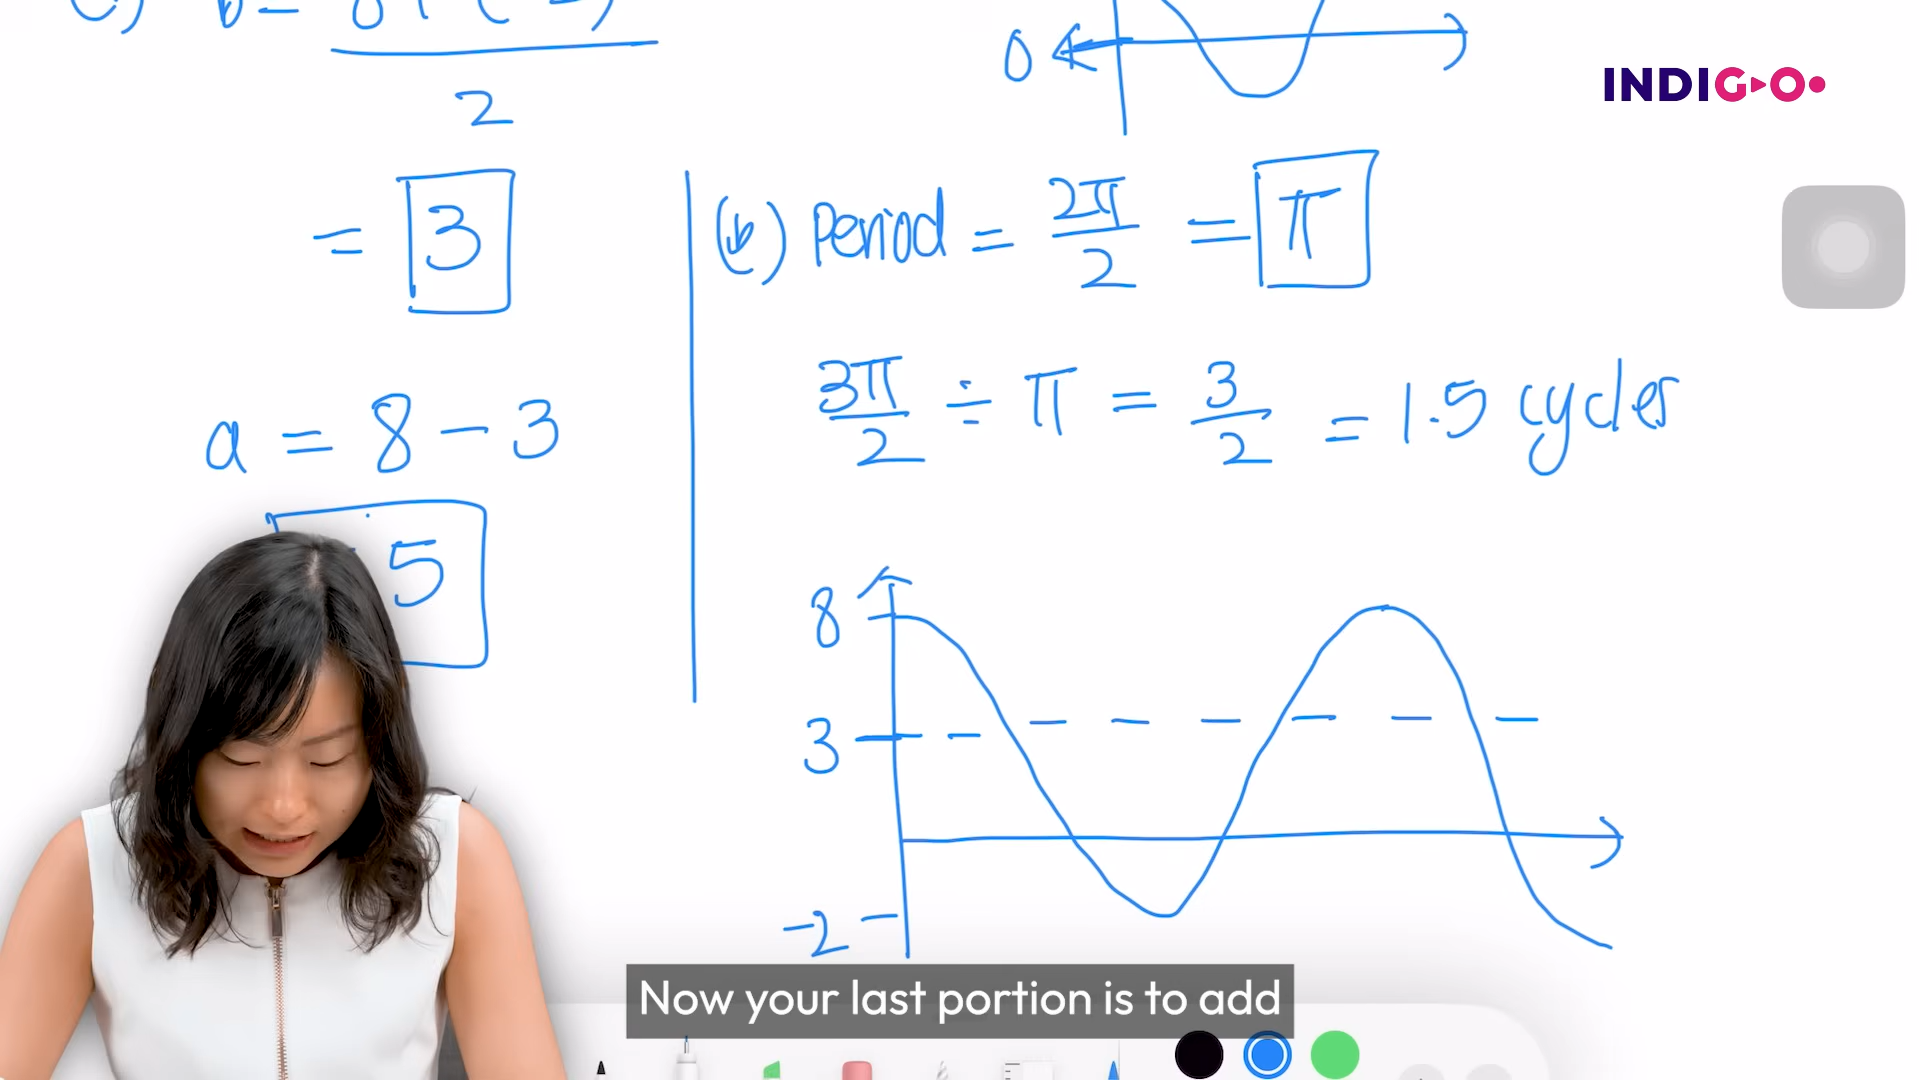 2
= 3
a = 8 - 3
5
0
INDIGO
(b) Period = 2π/2 = π
3π/2 ÷ π = 3/2 = 1.5 cycles
8
3
-2
Now your last portion is to add